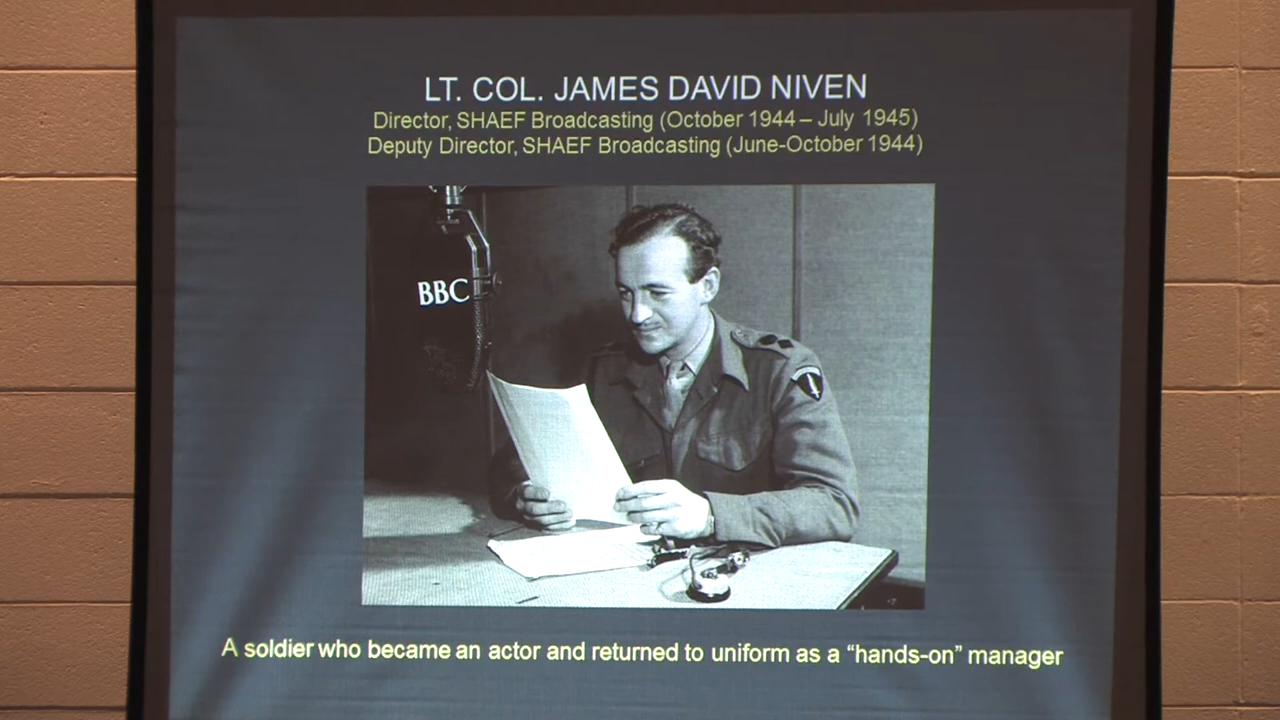 LT. COL. JAMES DAVID NIVEN
Director, SHAEF Broadcasting (October 1944 – July 1945)
Deputy Director, SHAEF Broadcasting (June-October 1944)
BBC
A soldier who became an actor and returned to uniform as a “hands-on” manager